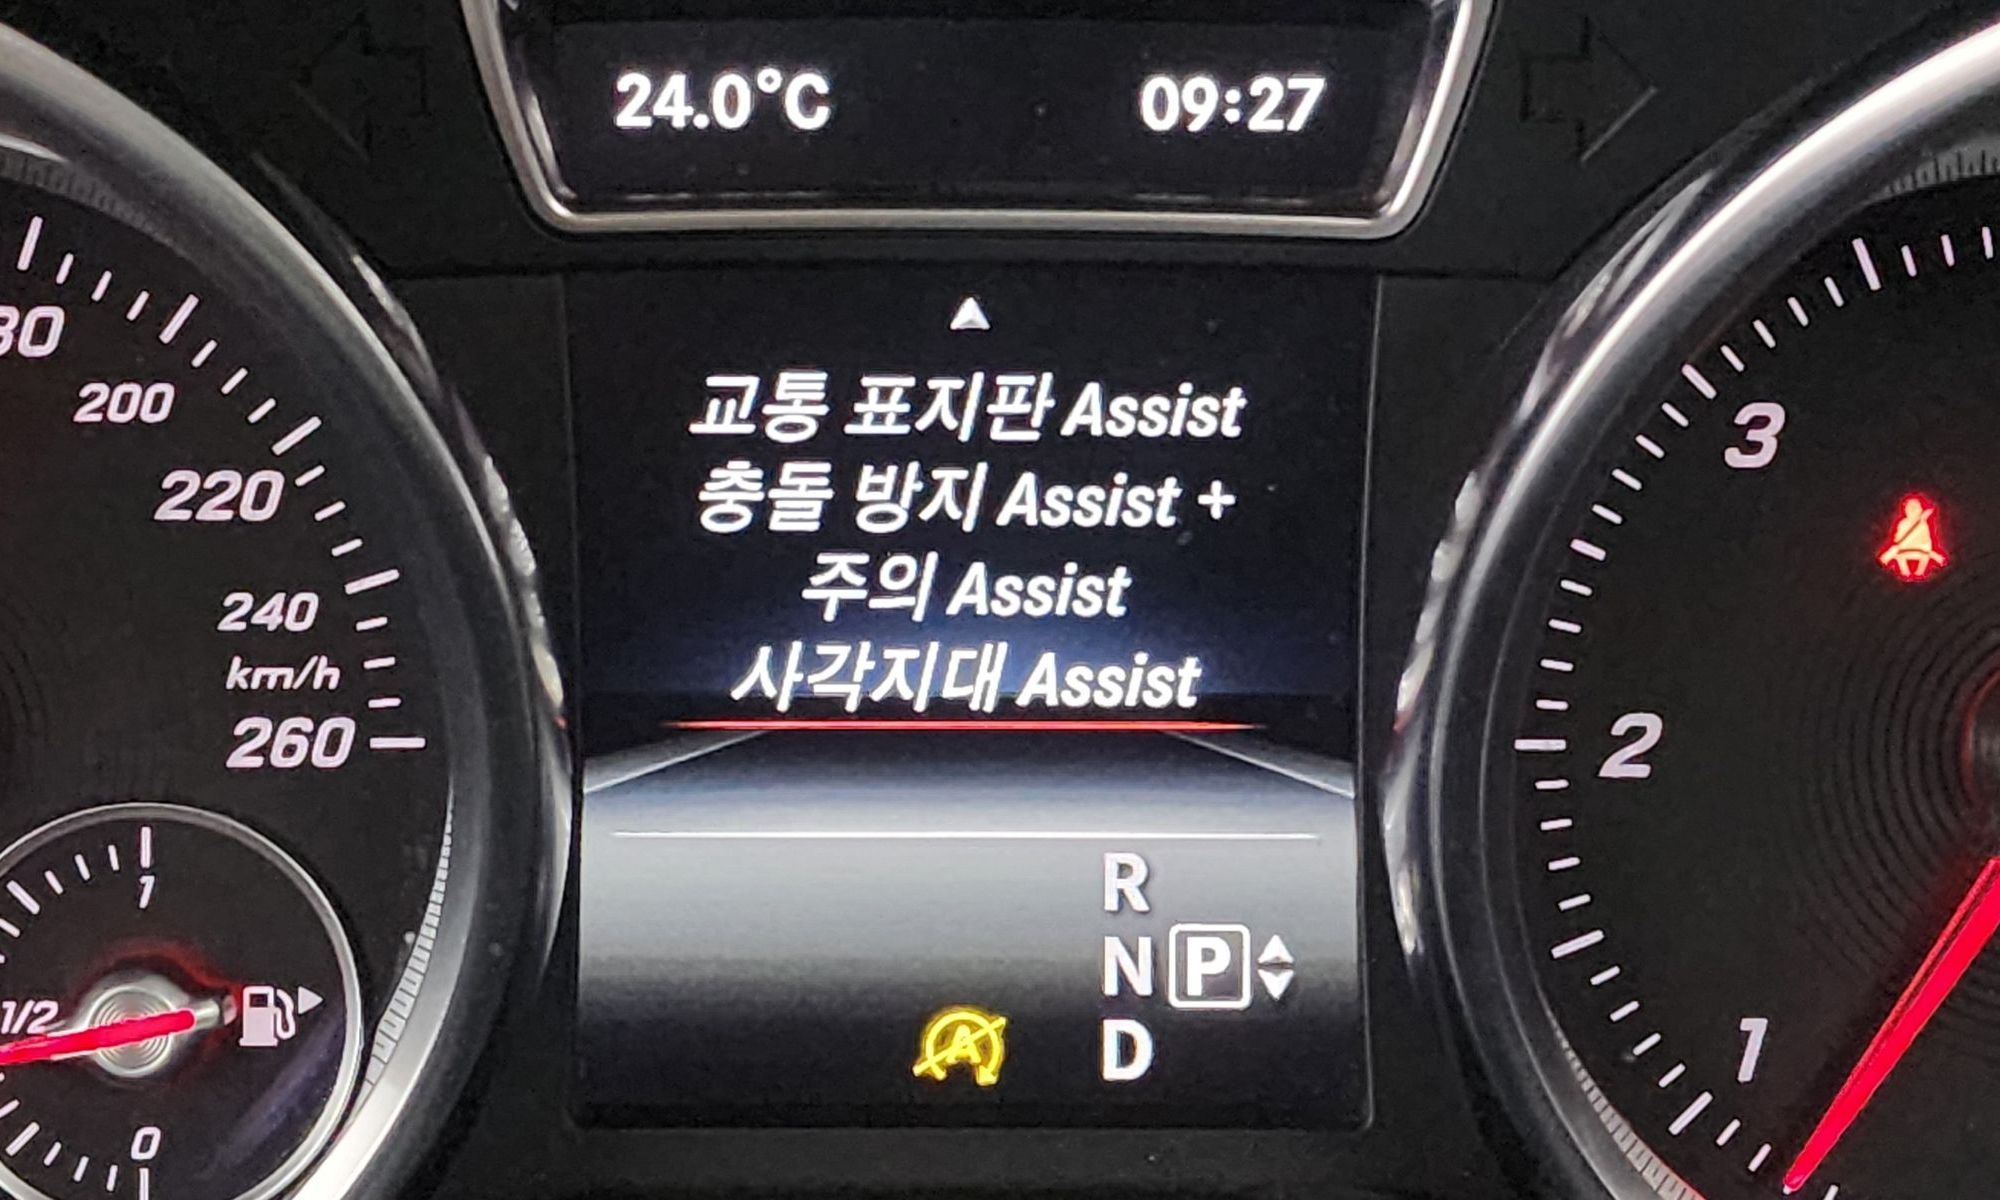 24.0°C 09:27
교통 표지판 Assist
충돌 방지 Assist +
주의 Assist
사각지대 Assist
200
220
240
km/h
260
3
2
1
1
1/2
0
R
N P
D
A